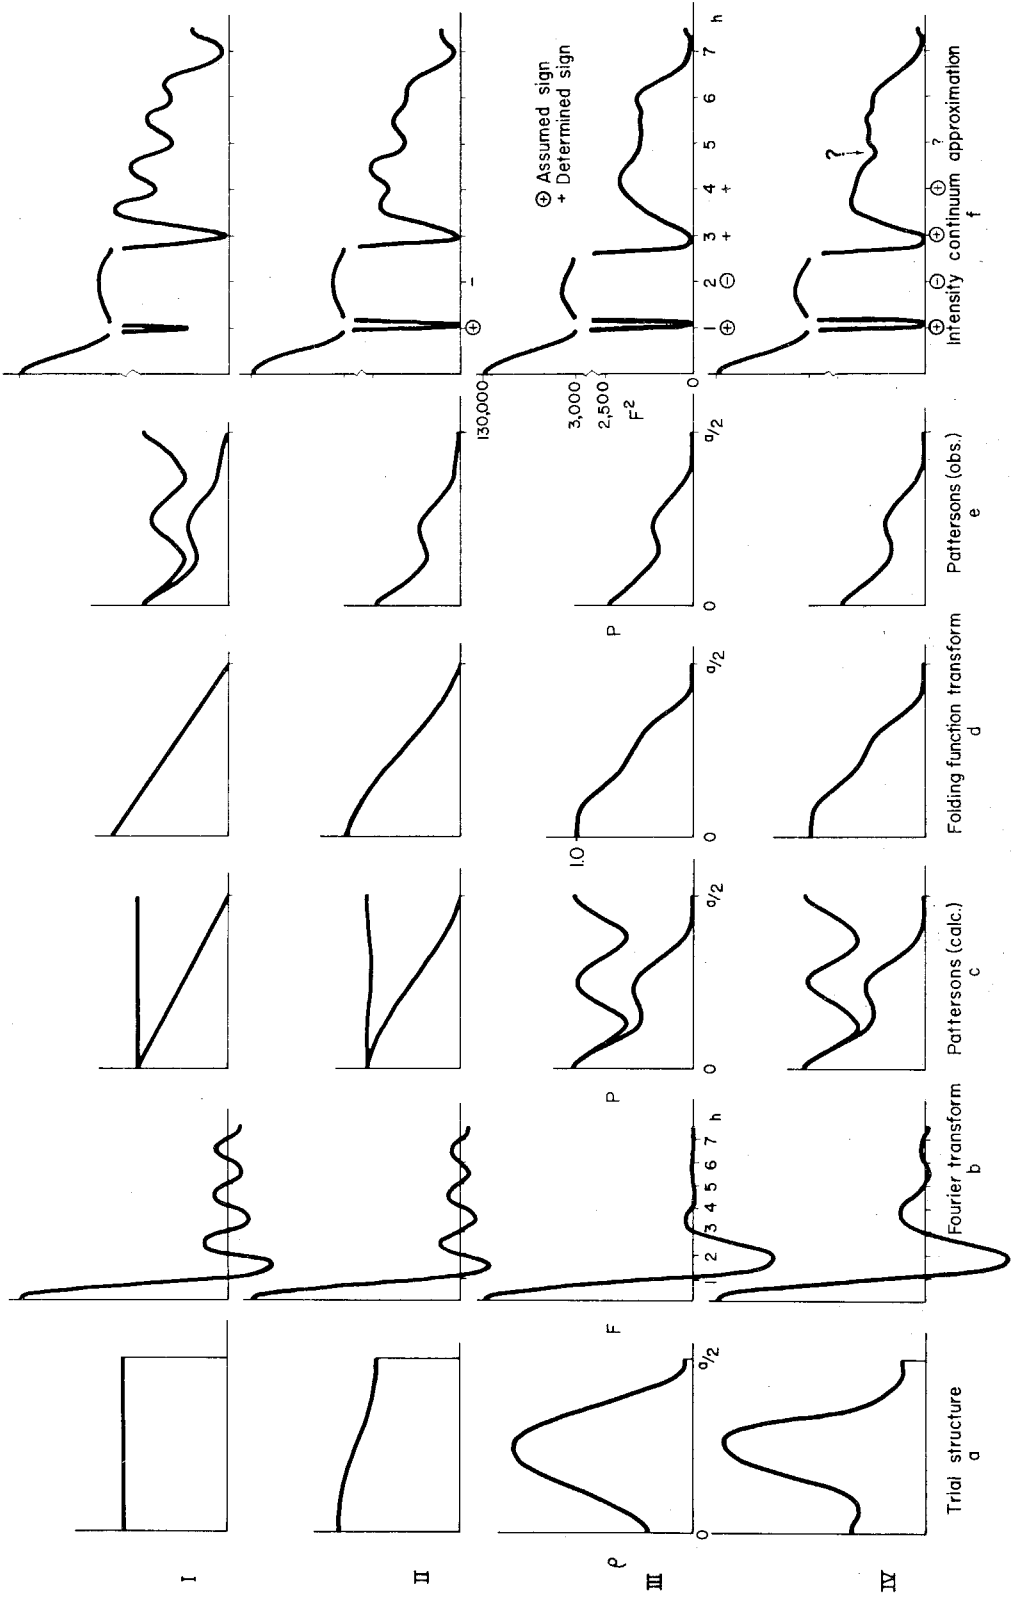 I
II
⊕ −
130,000
⊕ Assumed sign
+ Determined sign
1.0
3,000
2,500
F²
0
ρ
F
P
P
III
0 a/2
1 2 3 4 5 6 7 h
0 a/2
0 a/2
0 a/2
1 2 3 4 5 6 7 h
⊕ ⊖ + +
?
IV
⊕ ⊖ ⊕ ⊕ ?
Trial structure
a
Fourier transform
b
Pattersons (calc.)
c
Folding function transform
d
Pattersons (obs.)
e
Intensity continuum approximation
f